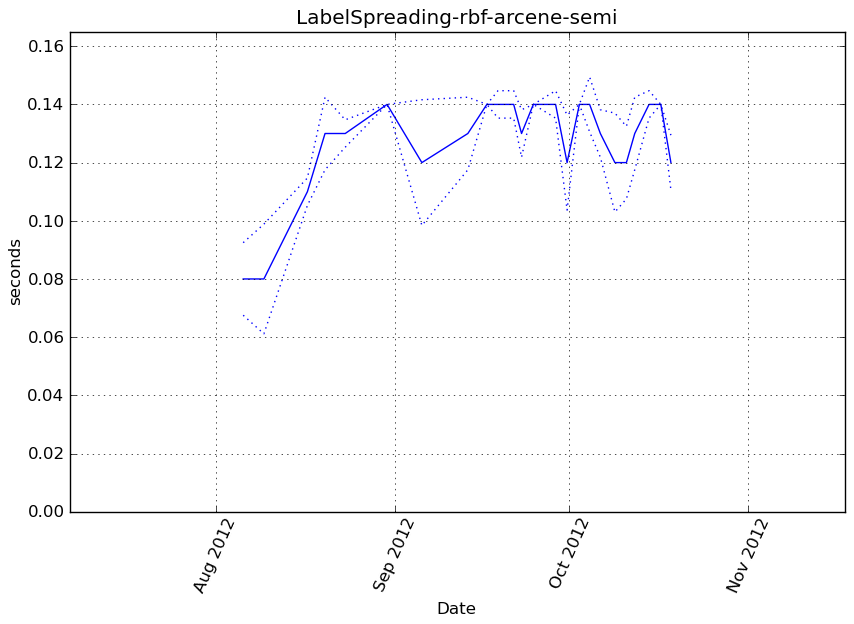 LabelSpreading-rbf-arcene-semi
0.16
0.14
0.12
0.10
0.08
0.06
0.04
0.02
0.00
seconds
Aug 2012
Sep 2012
Oct 2012
Nov 2012
Date